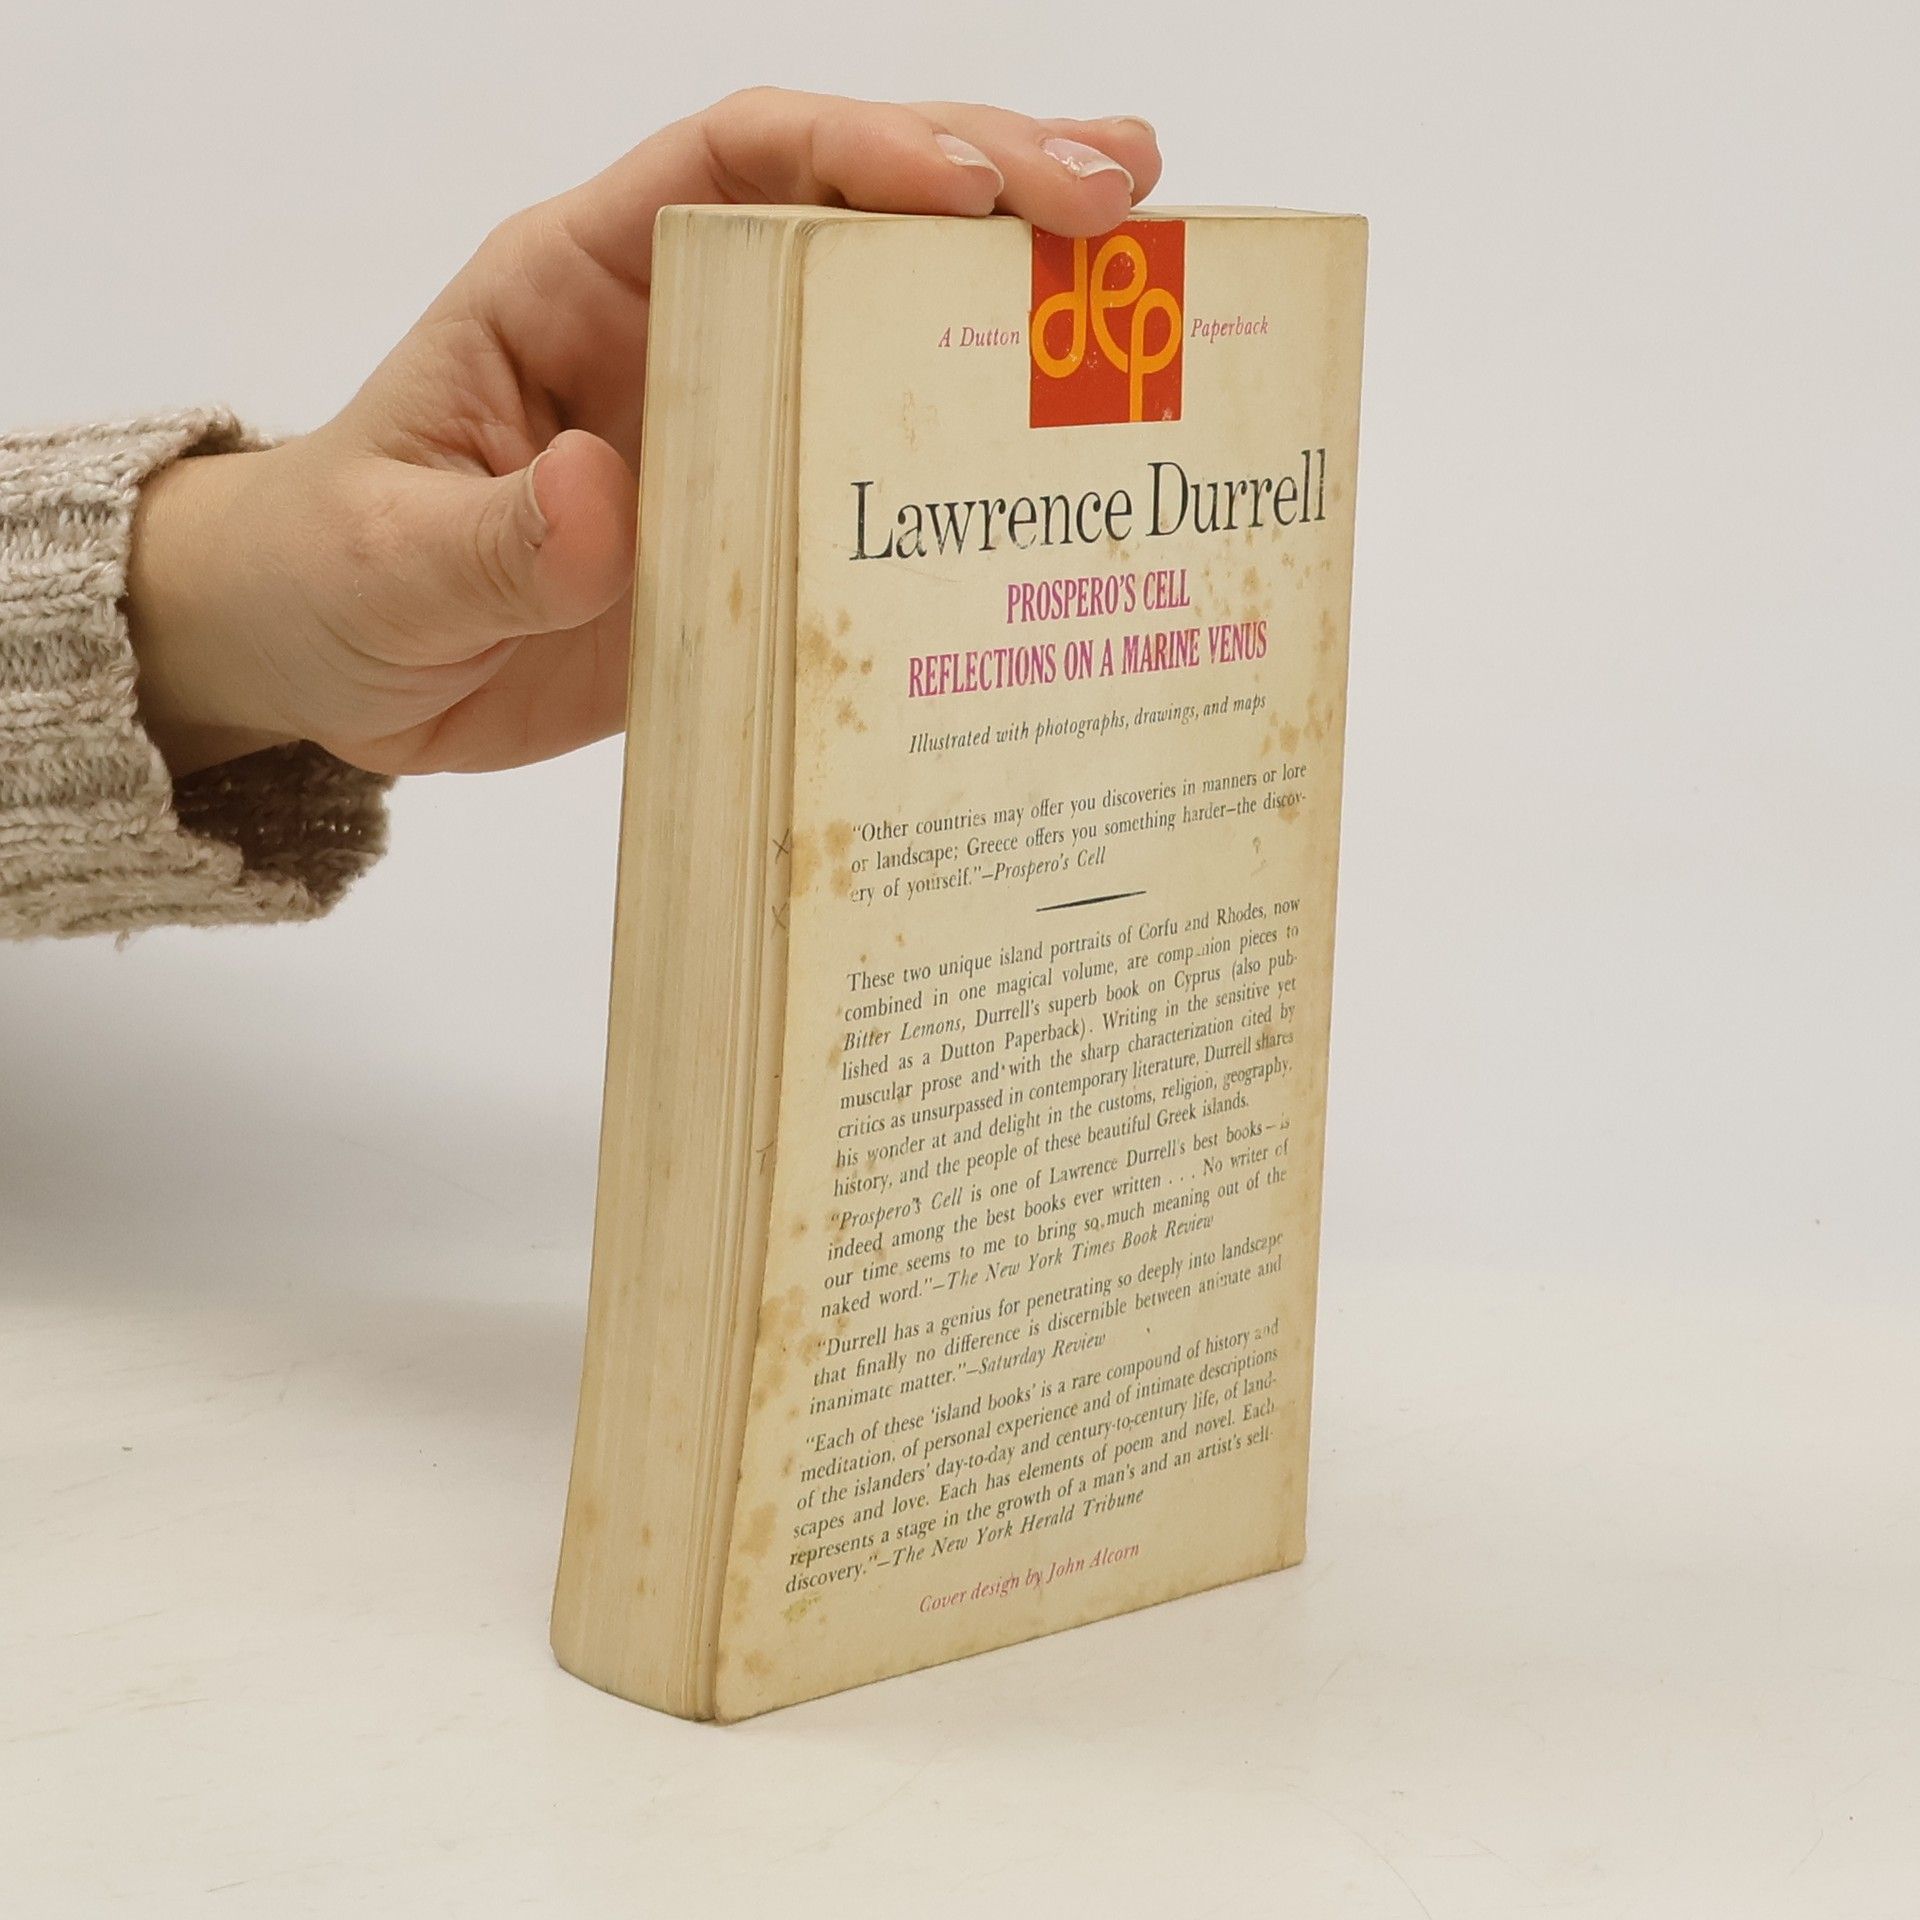 A Dutton dep Paperback
Lawrence Durrell
PROSPERO'S CELL
REFLECTIONS ON A MARINE VENUS
Illustrated with photographs, drawings, and maps
“Other countries may offer you discoveries in manners or lore
or landscape; Greece offers you something harder—the discov-
ery of yourself.”—Prospero's Cell
These two unique island portraits of Corfu and Rhodes, now
combined in one magical volume, are companion pieces to
Bitter Lemons, Durrell's superb book on Cyprus (also pub-
lished as a Dutton Paperback). Writing in the sensitive yet
muscular prose and with the sharp characterization cited by
critics as unsurpassed in contemporary literature, Durrell shares
his wonder at and delight in the customs, religion, geography,
history, and the people of these beautiful Greek islands.
“Prospero's Cell is one of Lawrence Durrell's best books—is
indeed among the best books ever written . . . No writer of
our time seems to me to bring so much meaning out of the
naked word.”—The New York Times Book Review
“Durrell has a genius for penetrating so deeply into landscape
that finally no difference is discernible between animate and
inanimate matter.”—Saturday Review
“Each of these ‘island books’ is a rare compound of history and
meditation, of personal experience and of intimate descriptions
of the islanders’ day-to-day and century-to-century life, of land-
scapes and love. Each has elements of poem and novel. Each
represents a stage in the growth of a man's and an artist's self-
discovery.”—The New York Herald Tribune
Cover design by John Alcorn